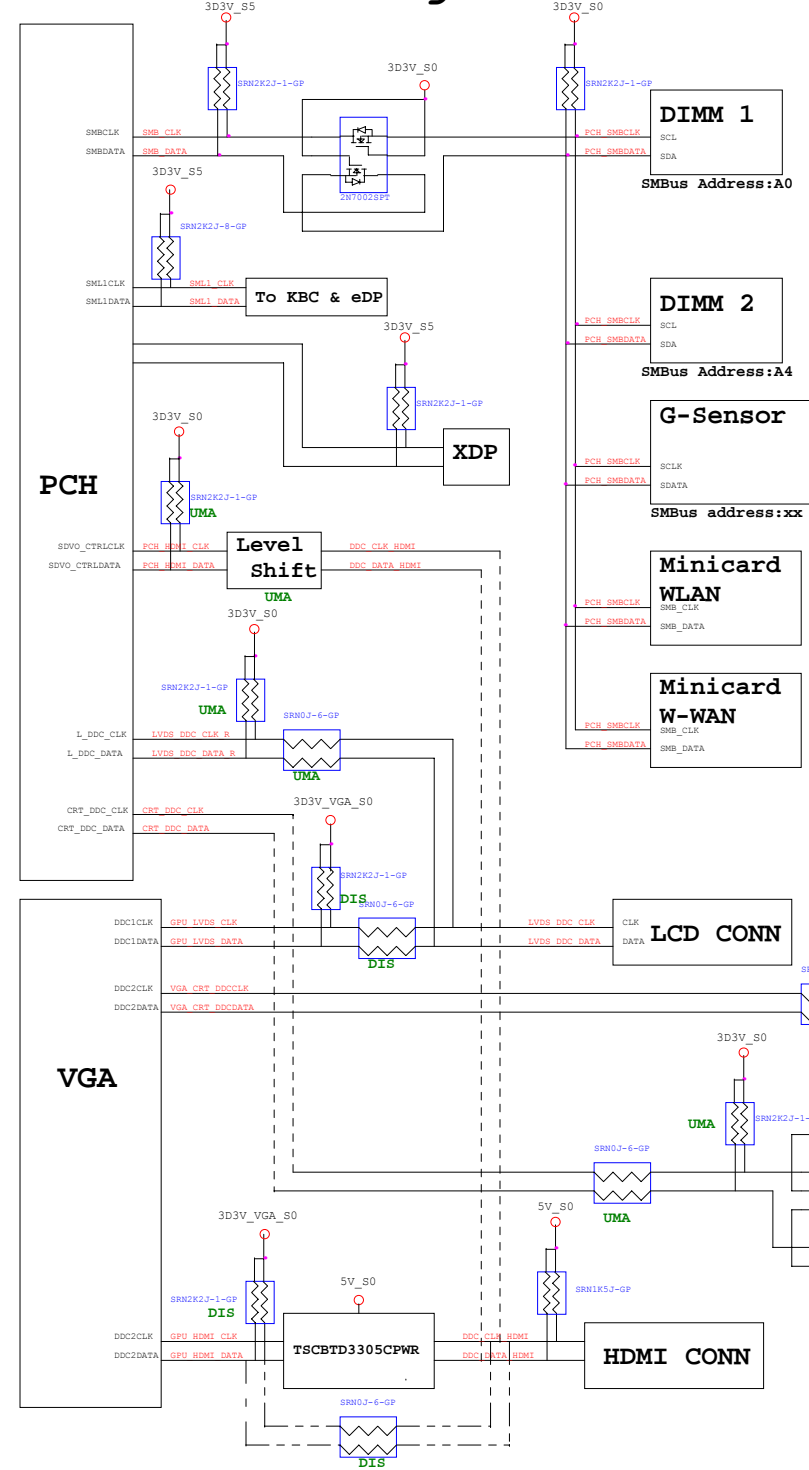 3D3V_S5
3D3V_S0
SRN2K2J-1-GP
3D3V_S0
SRN2K2J-1-GP
DIMM 1
SMBCLK
SMB_CLK
PCH_SMBCLK
SCL
SMBDATA
SMB_DATA
PCH_SMBDATA
SDA
3D3V_S5
2N7002SPT
SMBus Address:A0
SRN2K2J-8-GP
SML1CLK
SML1_CLK
SML1DATA
SML1_DATA
To KBC & eDP
DIMM 2
3D3V_S5
PCH_SMBCLK
SCL
PCH_SMBDATA
SDA
SMBus Address:A4
SRN2K2J-1-GP
3D3V_S0
G-Sensor
XDP
PCH_SMBCLK
SCLK
PCH_SMBDATA
SDATA
PCH
SRN2K2J-1-GP
UMA
SMBus address:xx
SDVO_CTRLCLK
PCH_HDMI_CLK
Level
Shift
DDC_CLK_HDMI
SDVO_CTRLDATA
PCH_HDMI_DATA
DDC_DATA_HDMI
UMA
Minicard
WLAN
PCH_SMBCLK
SMB_CLK
PCH_SMBDATA
SMB_DATA
3D3V_S0
SRN2K2J-1-GP
UMA
SRN0J-6-GP
Minicard
W-WAN
PCH_SMBCLK
SMB_CLK
PCH_SMBDATA
SMB_DATA
L_DDC_CLK
LVDS_DDC_CLK_R
L_DDC_DATA
LVDS_DDC_DATA_R
UMA
3D3V_VGA_S0
CRT_DDC_CLK
CRT_DDC_CLK
CRT_DDC_DATA
CRT_DDC_DATA
SRN2K2J-1-GP
DIS
SRN0J-6-GP
DDC1CLK
GPU_LVDS_CLK
LVDS_DDC_CLK
CLK
DDC1DATA
GPU_LVDS_DATA
LVDS_DDC_DATA
DATA
LCD CONN
DIS
DDC2CLK
VGA_CRT_DDCCLK
DDC2DATA
VGA_CRT_DDCDATA
3D3V_S0
VGA
UMA
SRN2K2J-1-
SRN0J-6-GP
UMA
3D3V_VGA_S0
5V_S0
5V_S0
SRN2K2J-1-GP
DIS
SRN1K5J-GP
DDC2CLK
GPU_HDMI_CLK
DDC_CLK_HDMI
DDC2DATA
GPU_HDMI_DATA
TSCBTD3305CPWR
DDC_DATA_HDMI
HDMI CONN
SRN0J-6-GP
DIS